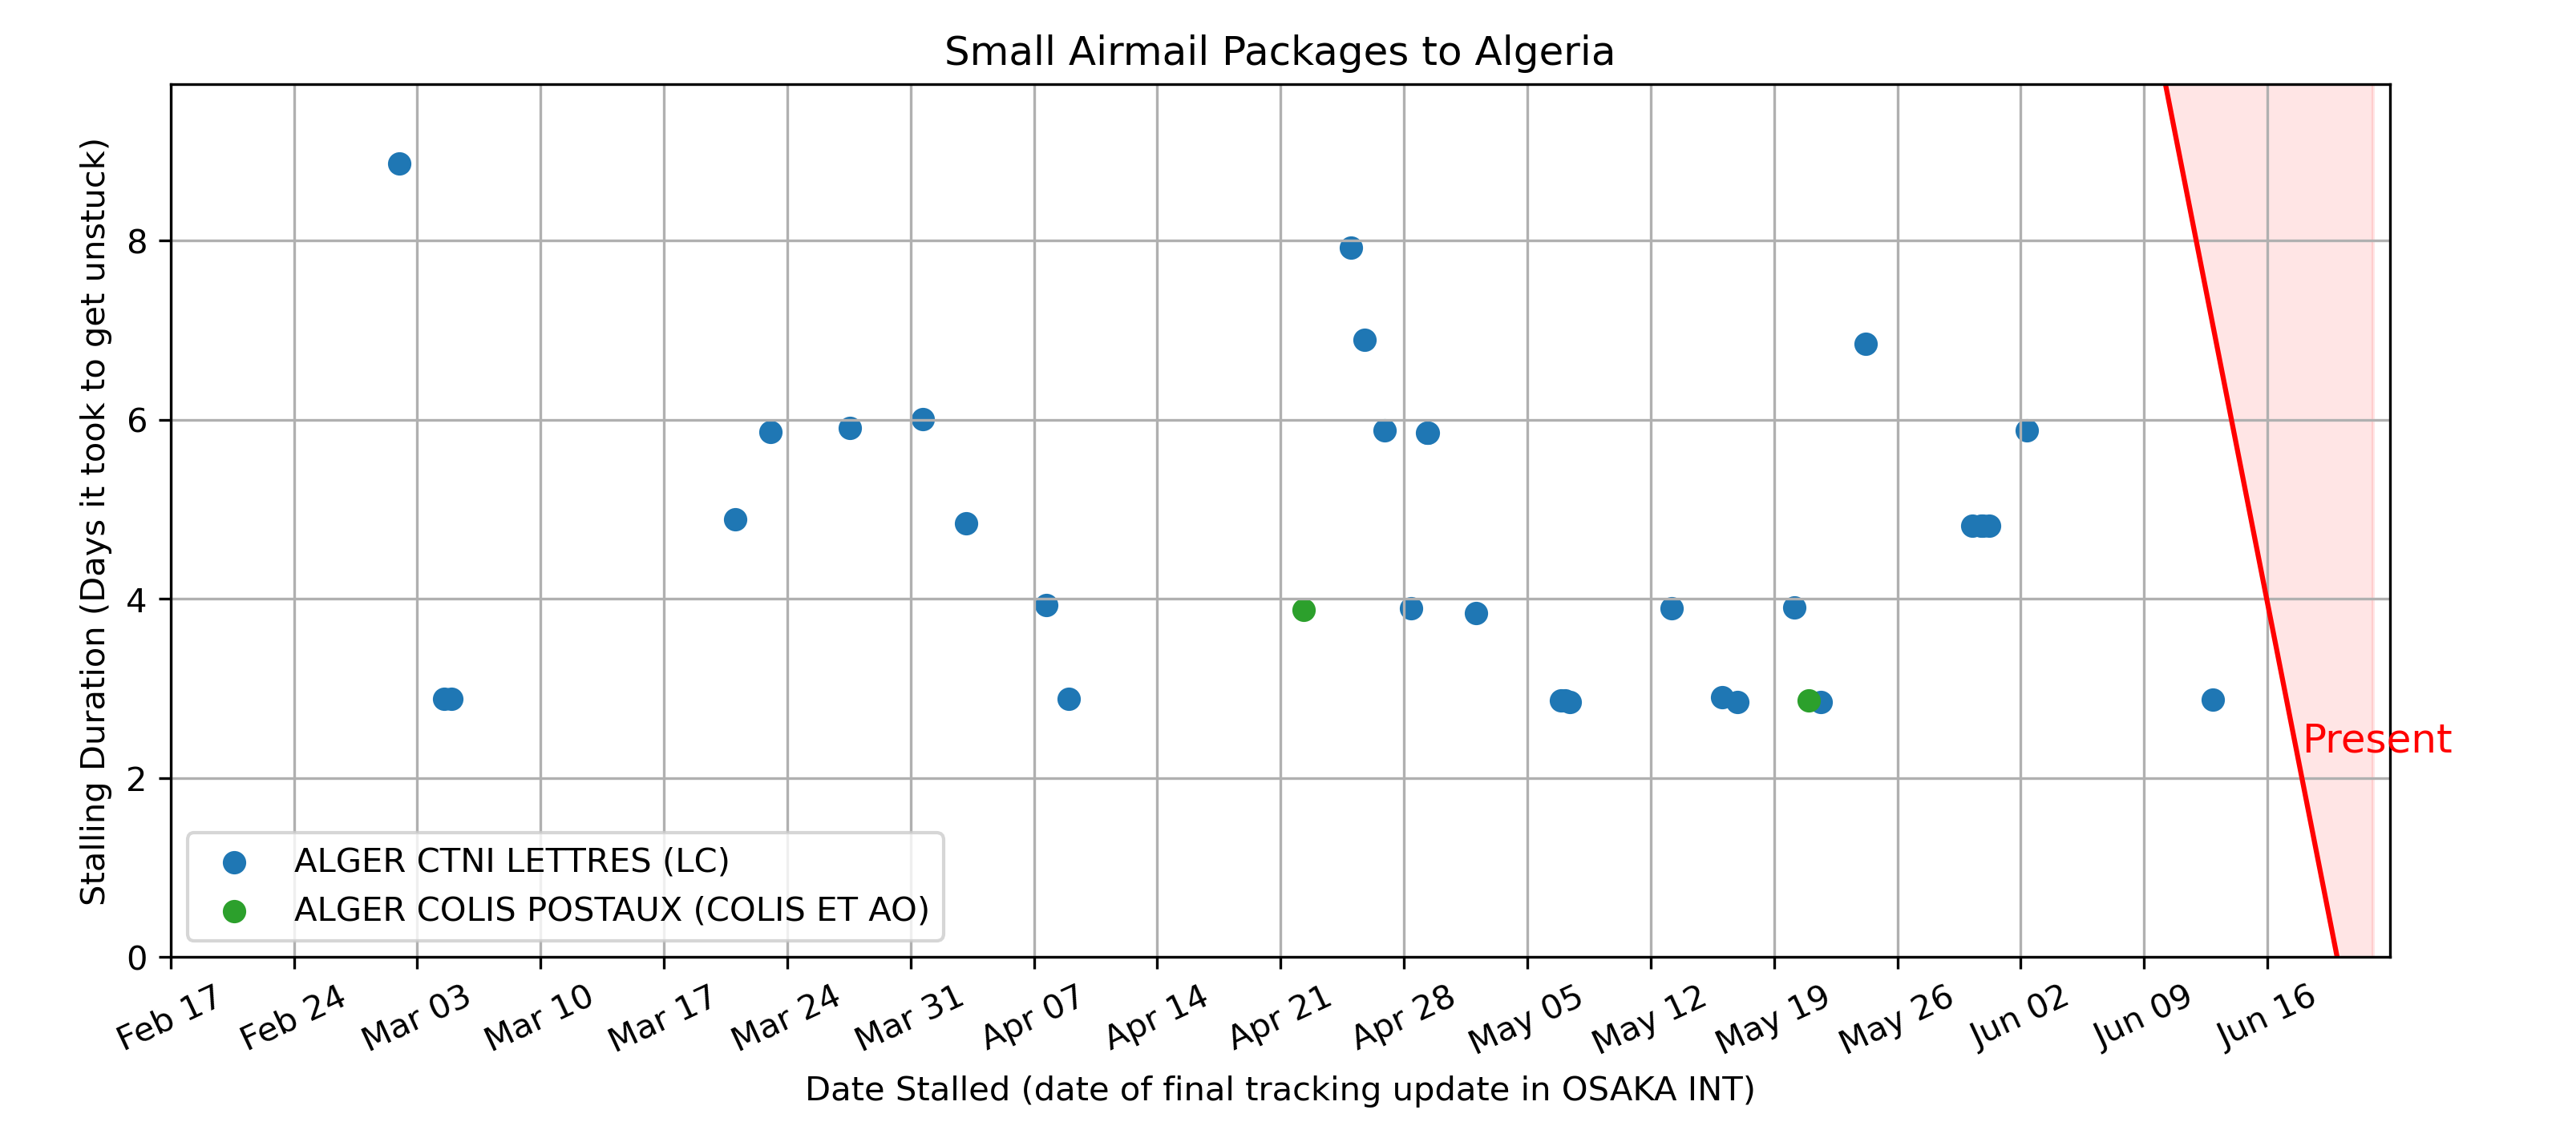 Small Airmail Packages to Algeria
Stalling Duration (Days it took to get unstuck)
8
6
4
2
0
Present
ALGER CTNI LETTRES (LC)
ALGER COLIS POSTAUX (COLIS ET AO)
Feb 17 Feb 24 Mar 03 Mar 10 Mar 17 Mar 24 Mar 31 Apr 07 Apr 14 Apr 21 Apr 28 May 05 May 12 May 19 May 26 Jun 02 Jun 09 Jun 16
Date Stalled (date of final tracking update in OSAKA INT)